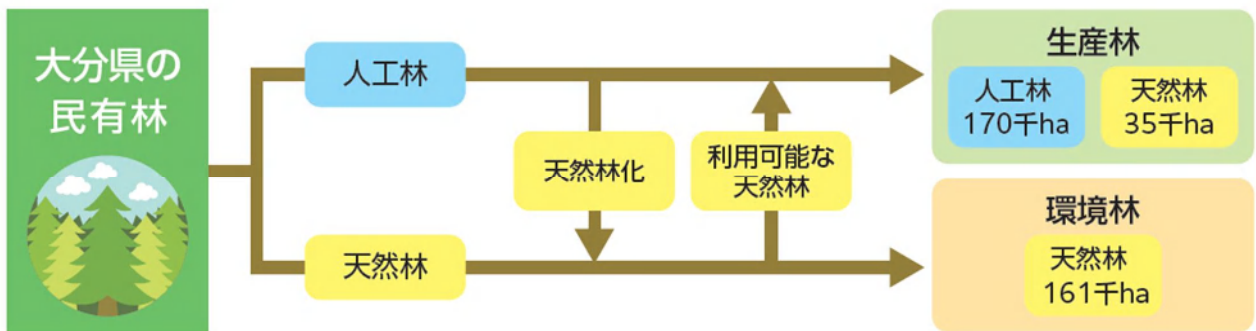 大分県の
民有林
人工林
天然林
天然林化
利用可能な
天然林
生産林
人工林
170千ha
天然林
35千ha
環境林
天然林
161千ha